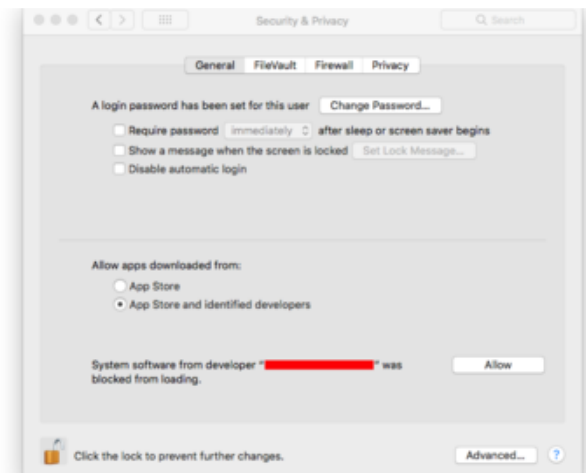 Security & Privacy
Search
General FileVault Firewall Privacy
A login password has been set for this user Change Password...
Require password immediately after sleep or screen saver begins
Show a message when the screen is locked Set Lock Message...
Disable automatic login
Allow apps downloaded from:
App Store
App Store and identified developers
System software from developer " " was Allow
blocked from loading.
Click the lock to prevent further changes. Advanced... ?